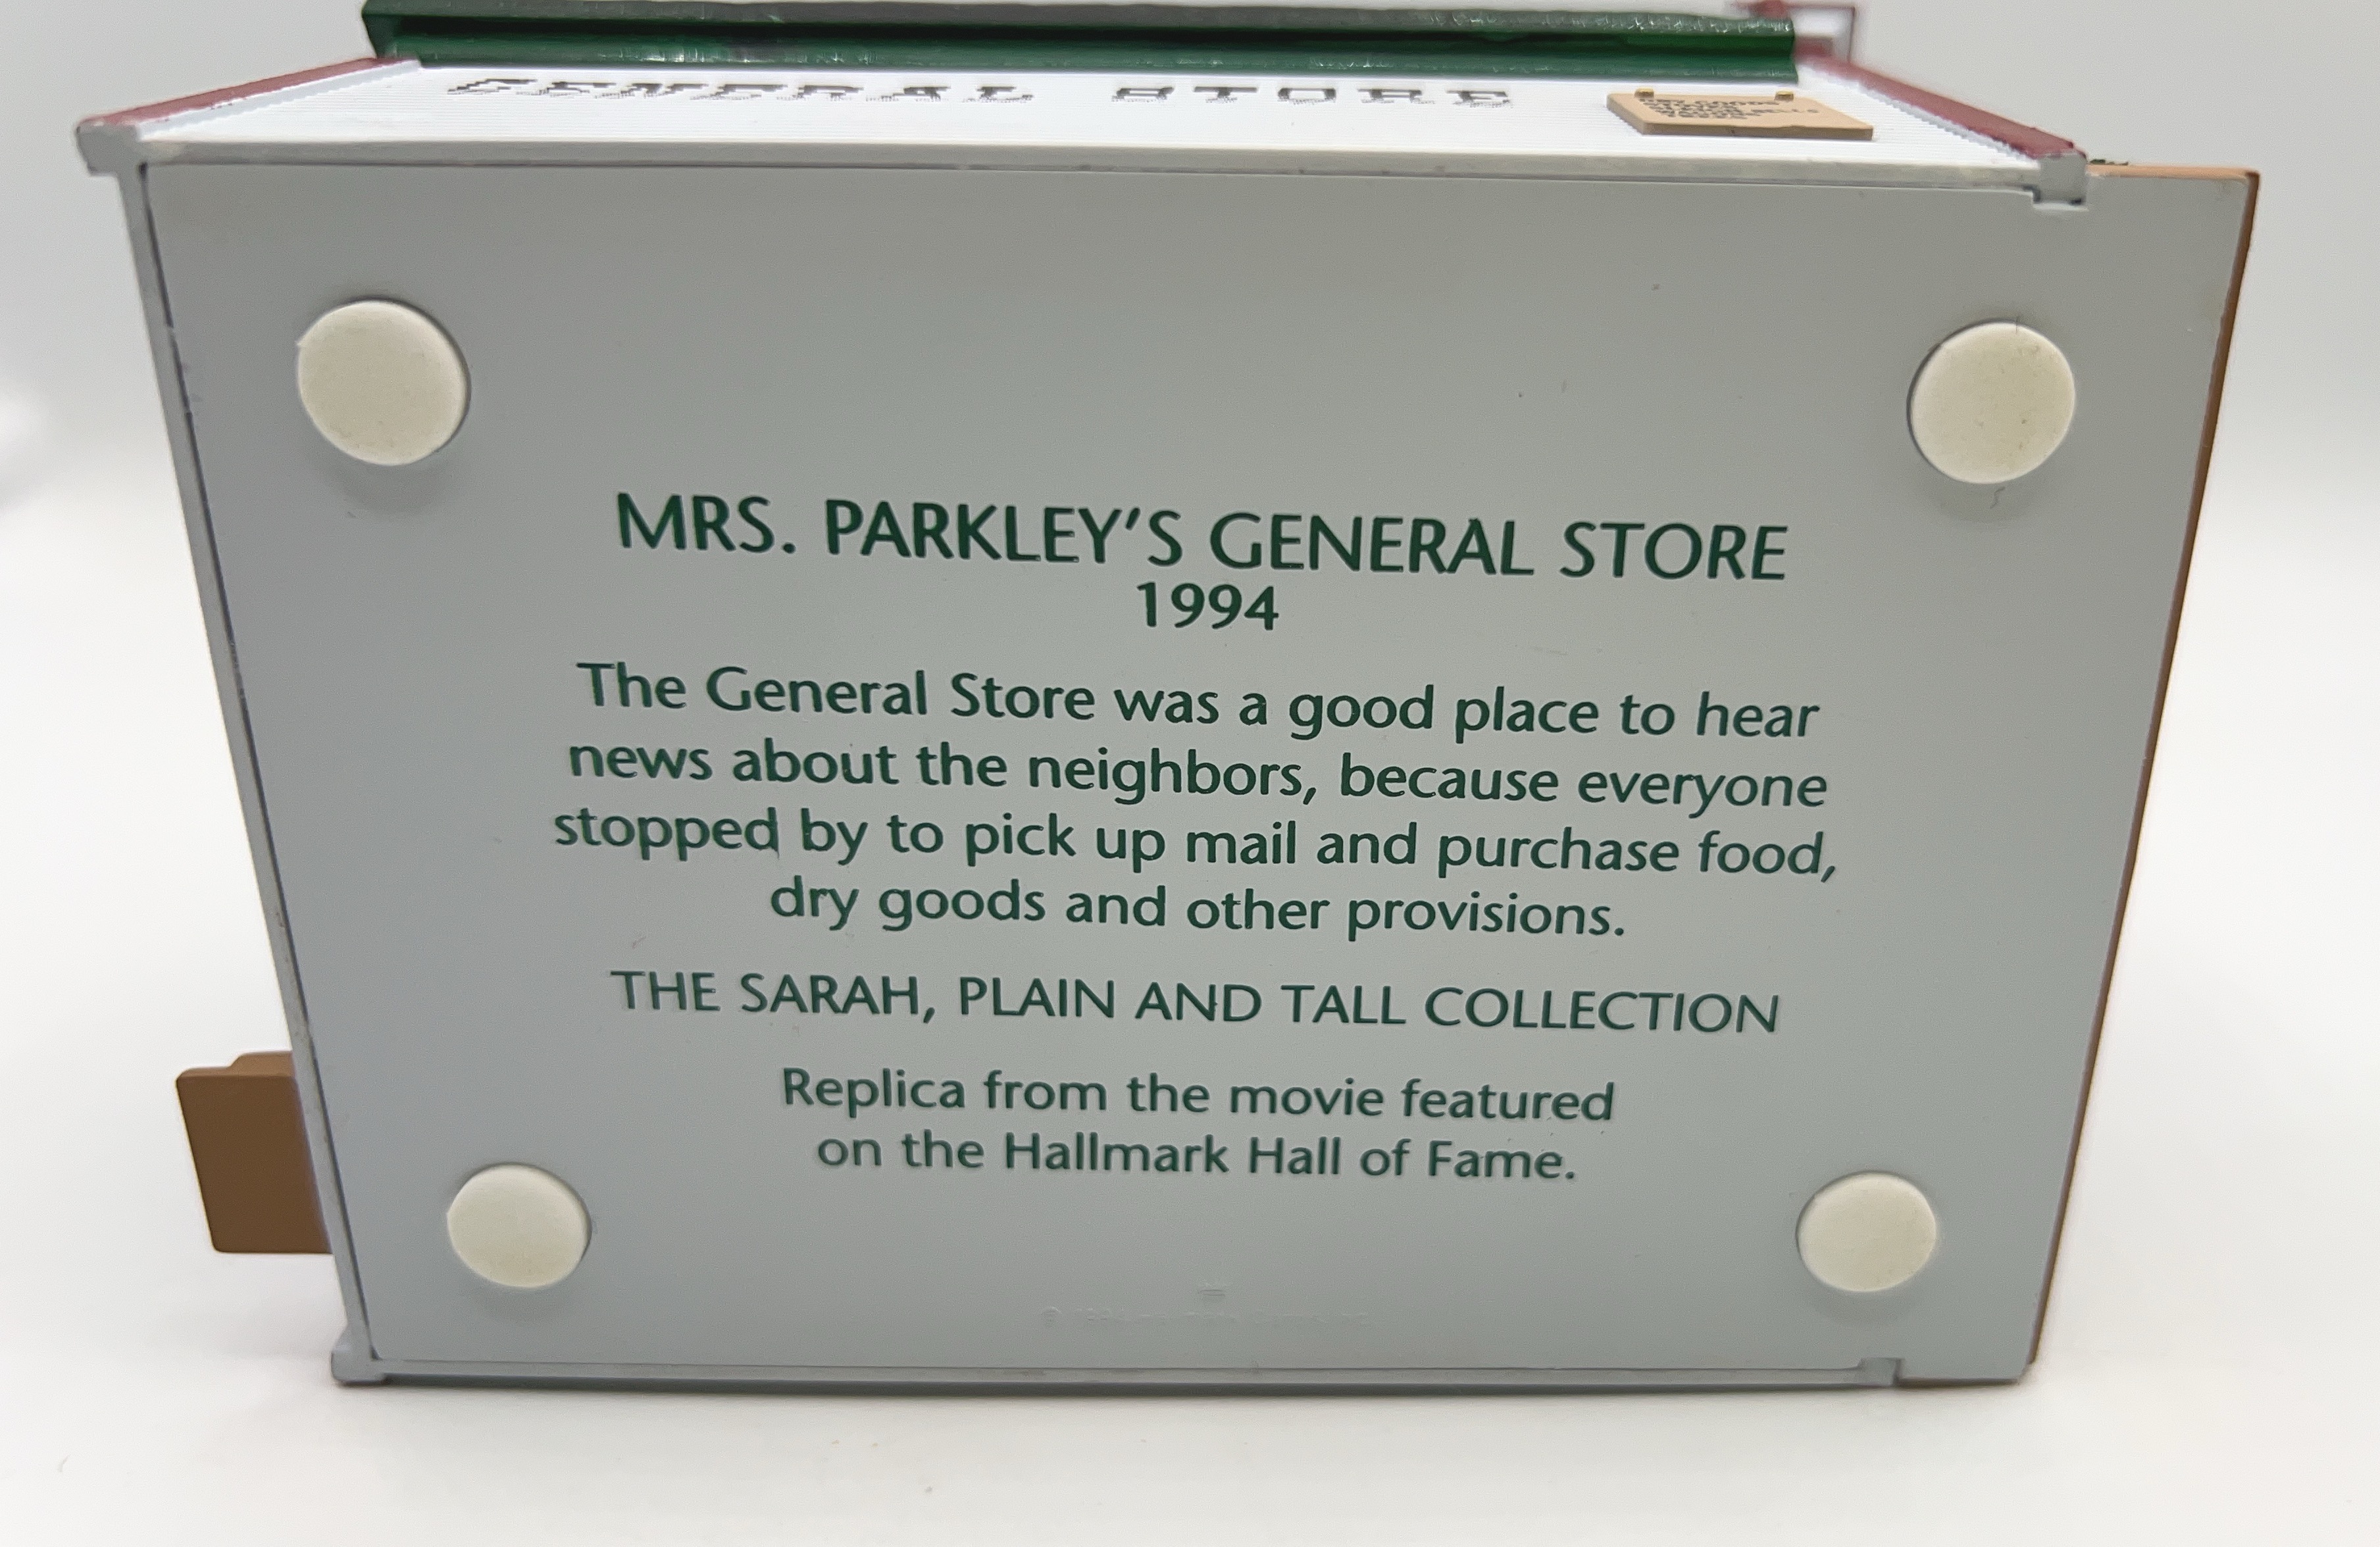 GENERAL STORE
MRS. PARKLEY'S GENERAL STORE
1994
The General Store was a good place to hear
news about the neighbors, because everyone
stopped by to pick up mail and purchase food,
dry goods and other provisions.
THE SARAH, PLAIN AND TALL COLLECTION
Replica from the movie featured
on the Hallmark Hall of Fame.